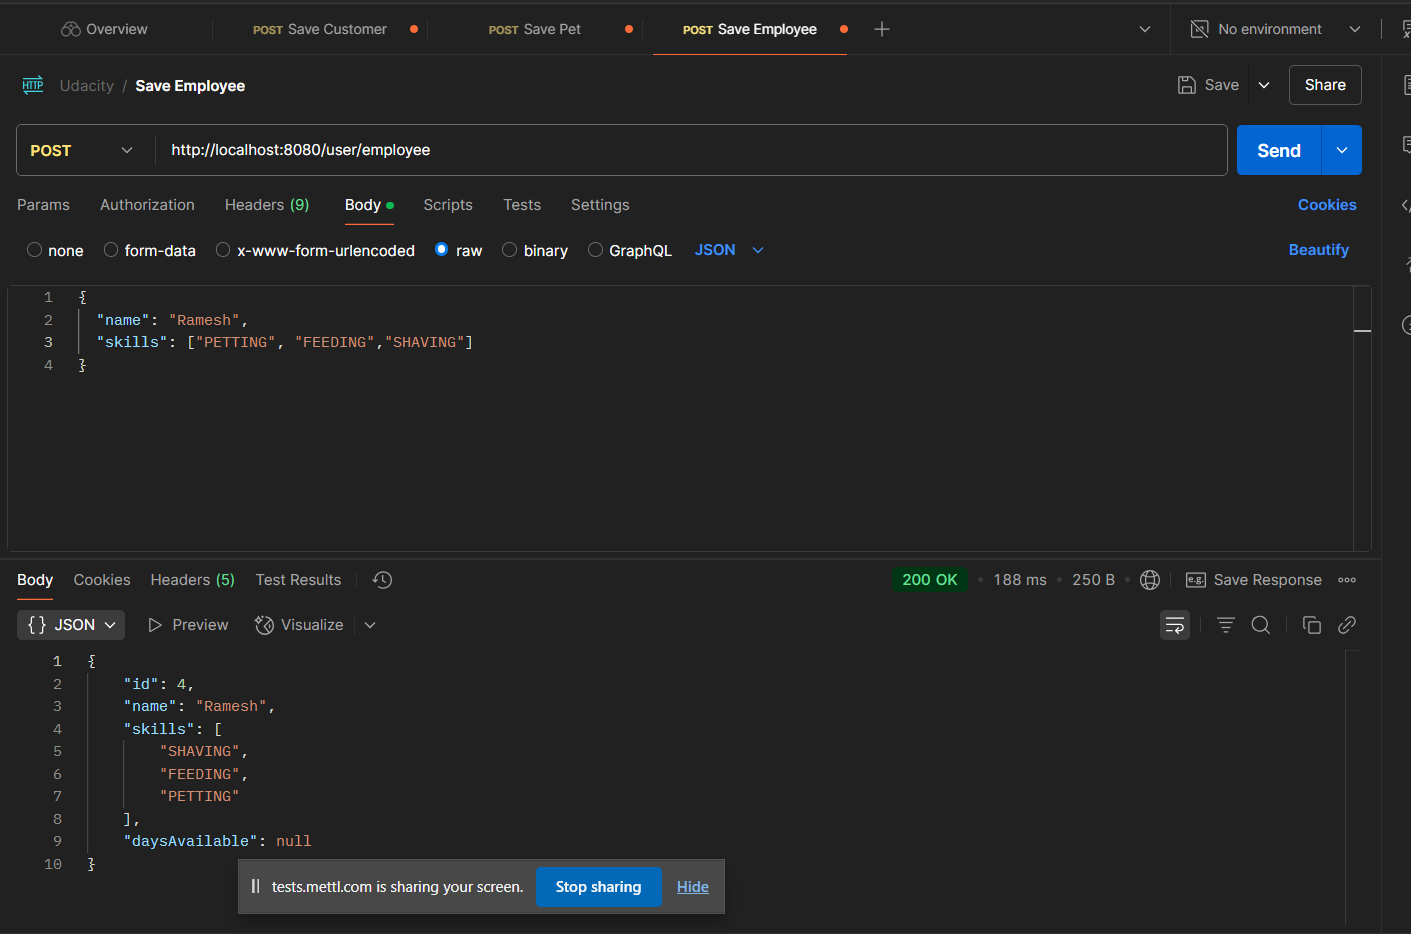 Overview POST Save Customer POST Save Pet POST Save Employee No environment
HTTP Udacity / Save Employee Save Share
POST http://localhost:8080/user/employee Send
Params Authorization Headers (9) Body Scripts Tests Settings Cookies
none form-data x-www-form-urlencoded raw binary GraphQL JSON Beautify
1 {
2 "name": "Ramesh",
3 "skills": ["PETTING", "FEEDING","SHAVING"]
4 }
Body Cookies Headers (5) Test Results 200 OK • 188 ms • 250 B • e.g. Save Response
{} JSON Preview Visualize
1 {
2 "id": 4,
3 "name": "Ramesh",
4 "skills": [
5 "SHAVING",
6 "FEEDING",
7 "PETTING"
8 ],
9 "daysAvailable": null
10 }
tests.mettl.com is sharing your screen. Stop sharing Hide